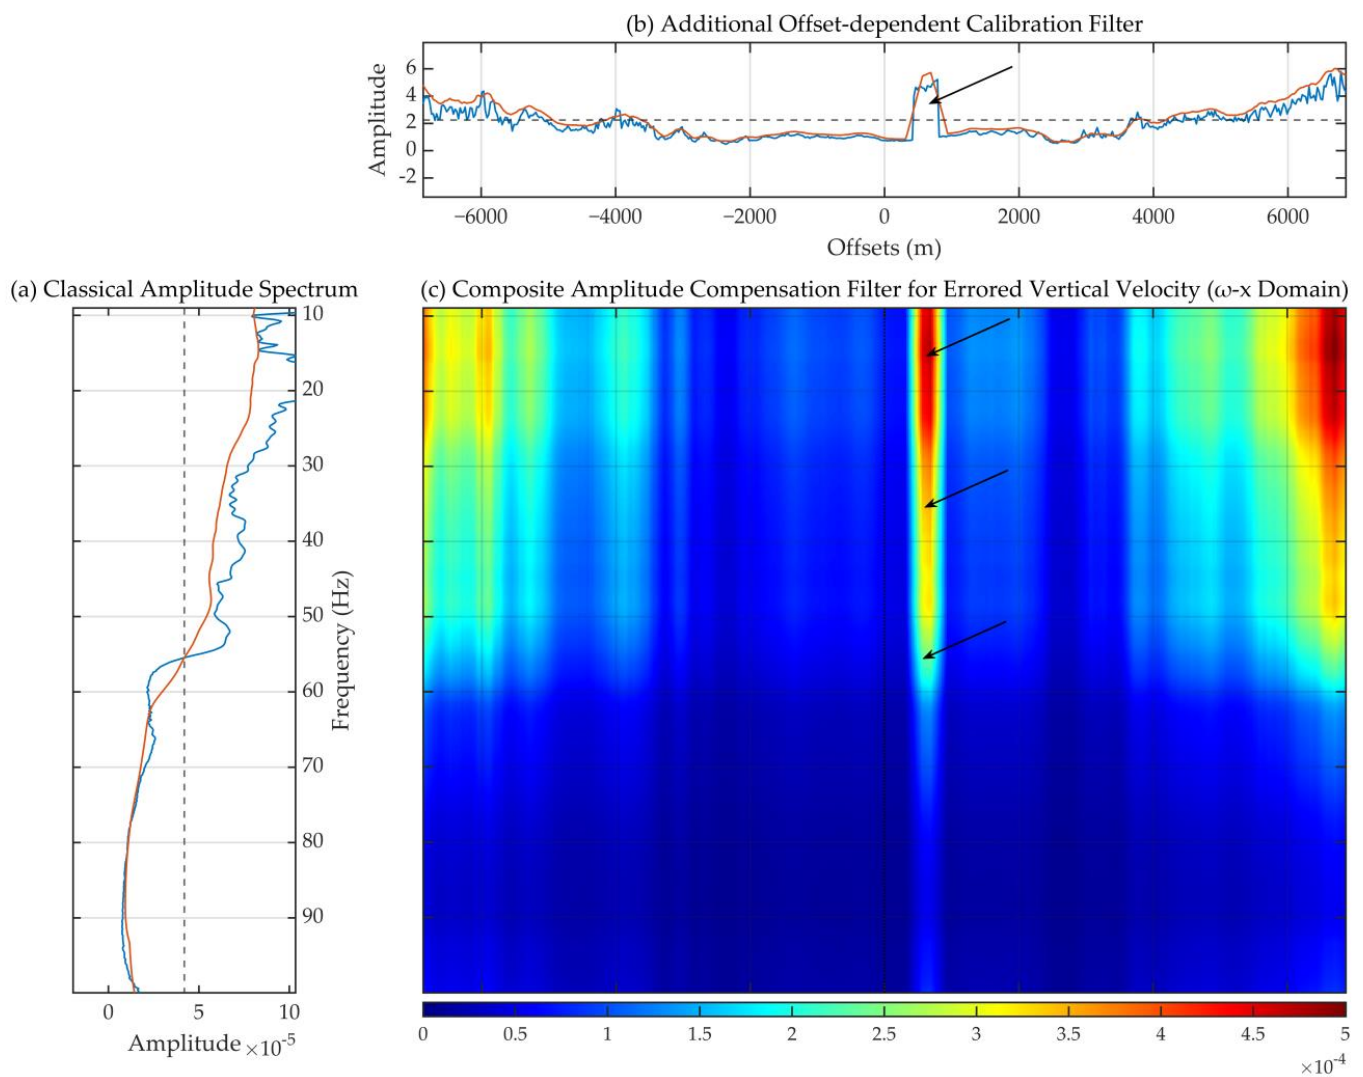 (b) Additional Offset-dependent Calibration Filter
Amplitude
6
4
2
0
-2
−6000 −4000 −2000 0 2000 4000 6000
Offsets (m)
(a) Classical Amplitude Spectrum
10
20
30
40
50
60
70
80
90
Frequency (Hz)
0 5 10
Amplitude ×10-5
(c) Composite Amplitude Compensation Filter for Errored Vertical Velocity (ω-x Domain)
0 0.5 1 1.5 2 2.5 3 3.5 4 4.5 5
×10-4